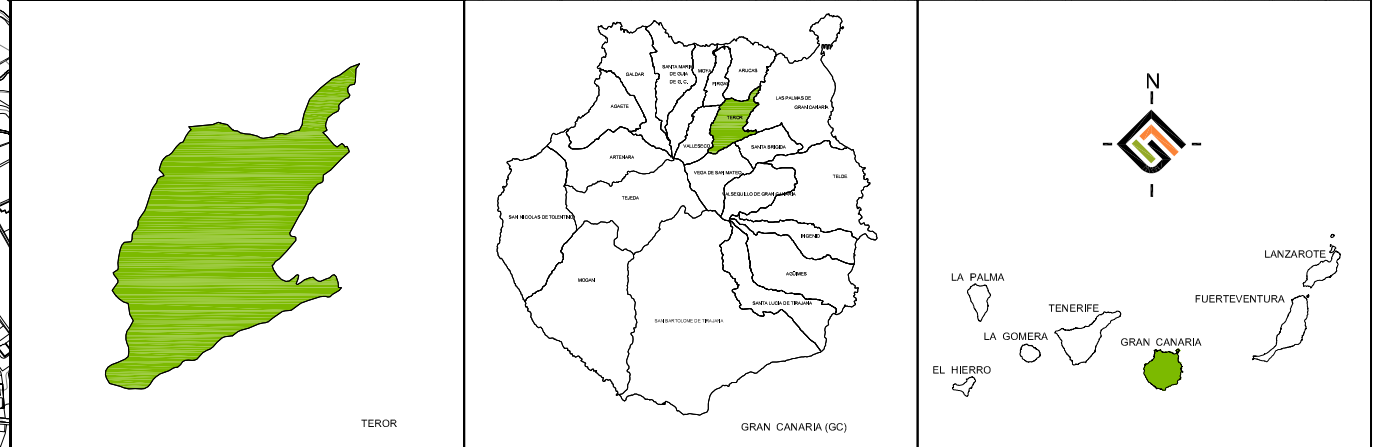 TEROR
GALDAR
SANTA MARIA
DE GUIA
DE G.C.
MOYA
FIRGAS
ARUCAS
AGAETE
LAS PALMAS DE
GRAN CANARIA
TEROR
VALLESECO
SANTA BRIGIDA
ARTENARA
VEGA DE SAN MATEO
TELDE
TEJEDA
VALSEQUILLO DE GRAN CANARIA
SAN NICOLAS DE TOLENTINO
INGENIO
MOGAN
AGÜIMES
SANTA LUCIA DE TIRAJANA
SAN BARTOLOME DE TIRAJANA
GRAN CANARIA (GC)
N
LANZAROTE
LA PALMA
FUERTEVENTURA
TENERIFE
LA GOMERA
GRAN CANARIA
EL HIERRO